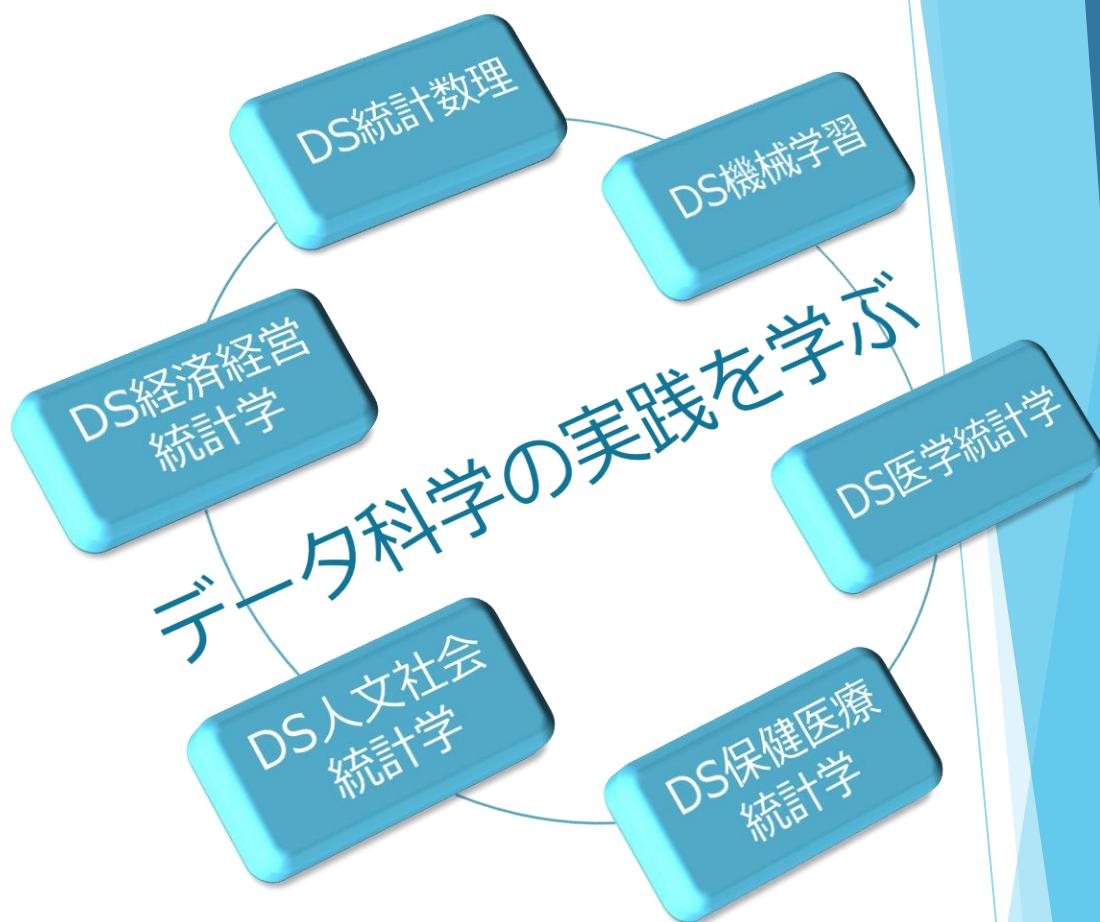 DS統計数理
DS機械学習
データ科学の実践を学ぶ
DS経済経営
統計学
DS医学統計学
DS人文社会
統計学
DS保健医療
統計学